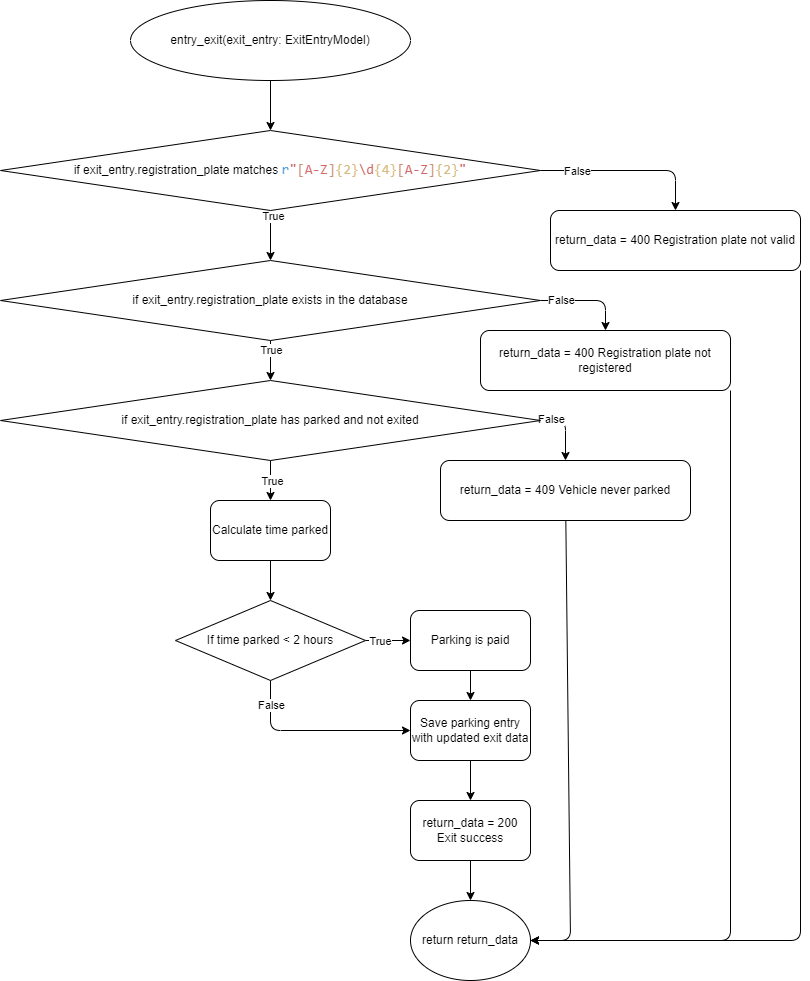 entry_exit(exit_entry: ExitEntryModel)
if exit_entry.registration_plate matches r"[A-Z]{2}\d{4}[A-Z]{2}"
False
return_data = 400 Registration plate not valid
True
if exit_entry.registration_plate exists in the database
False
return_data = 400 Registration plate not
registered
True
if exit_entry.registration_plate has parked and not exited
False
return_data = 409 Vehicle never parked
True
Calculate time parked
If time parked < 2 hours
True
Parking is paid
False
Save parking entry
with updated exit data
return_data = 200
Exit success
return return_data